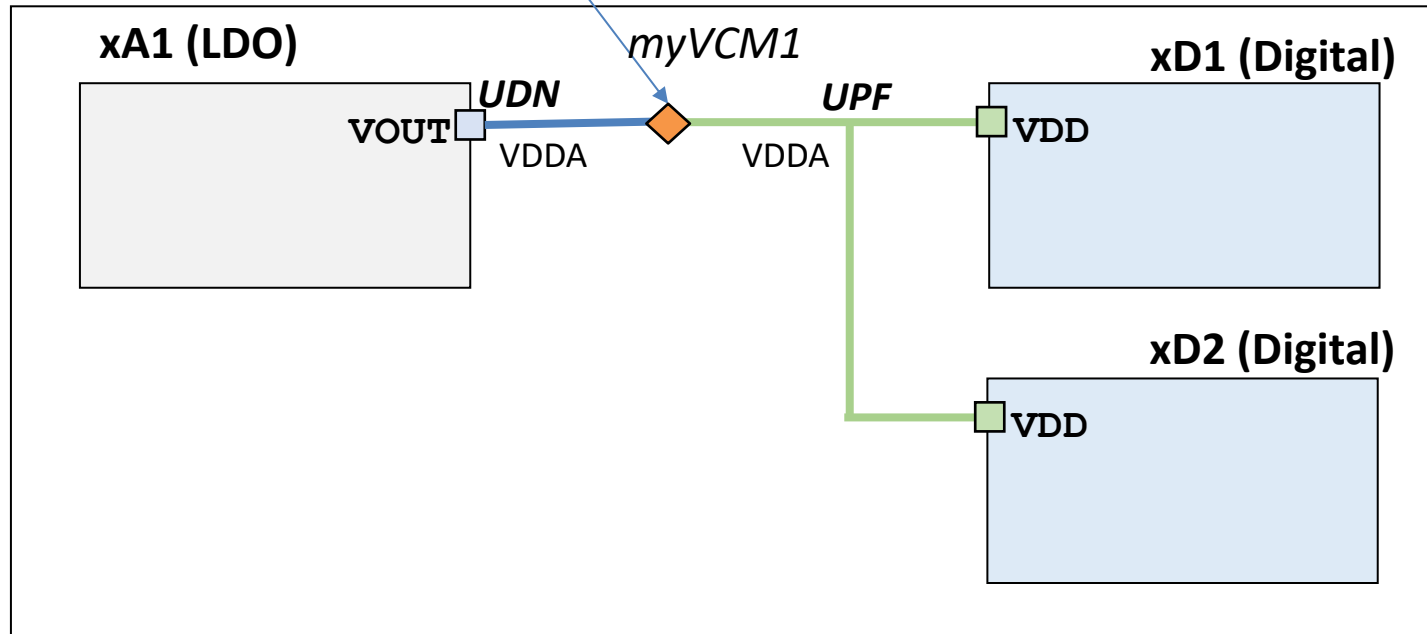 xA1 (LDO)
myVCM1
xD1 (Digital)
UDN
UPF
VOUT
VDD
VDDA
VDDA
xD2 (Digital)
VDD